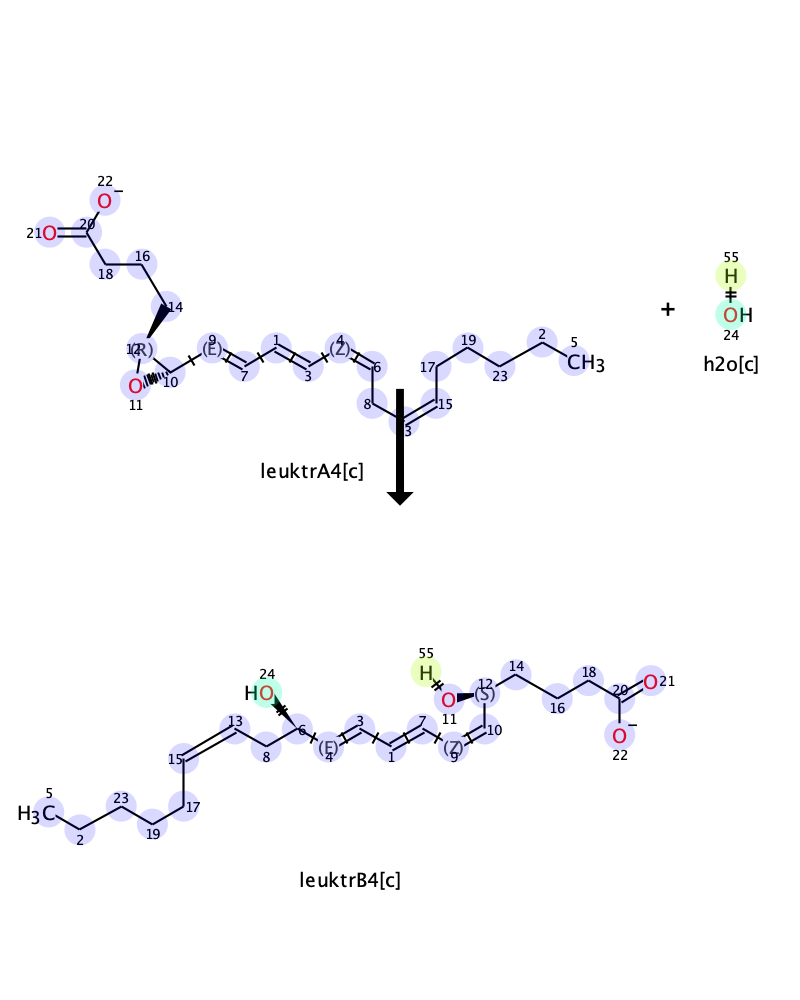 22
O −
21 O 20
18 16
14
12 (R) 9 (E) 1 4 (Z) 19 2 5
O 10 7 3 6 17 23 CH3
11 8 3 15
+
55
H
OH
24
h2o[c]
leuktrA4[c]
55
H
24
HO
14 18
12 (S) 20 O 21
O 11
16
O −
22
13 6 3 7 10
15 8 (E) 4 1 (Z) 9
5
H3C 23 17
2 19
leuktrB4[c]